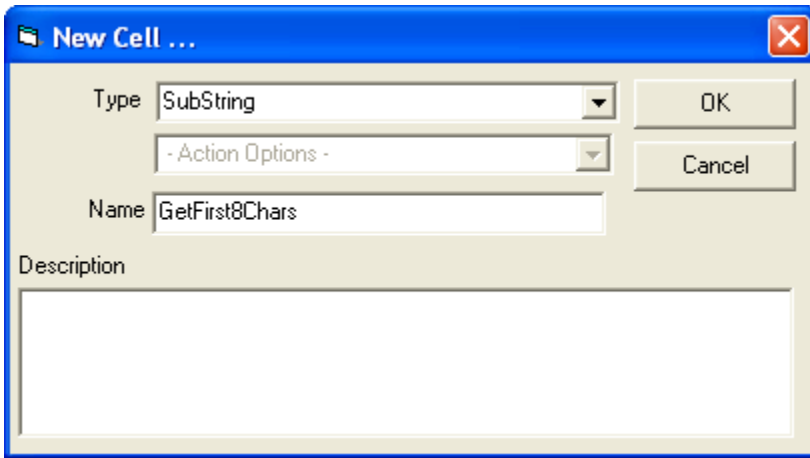 New Cell ...
Type SubString OK
- Action Options - Cancel
Name GetFirst8Chars
Description